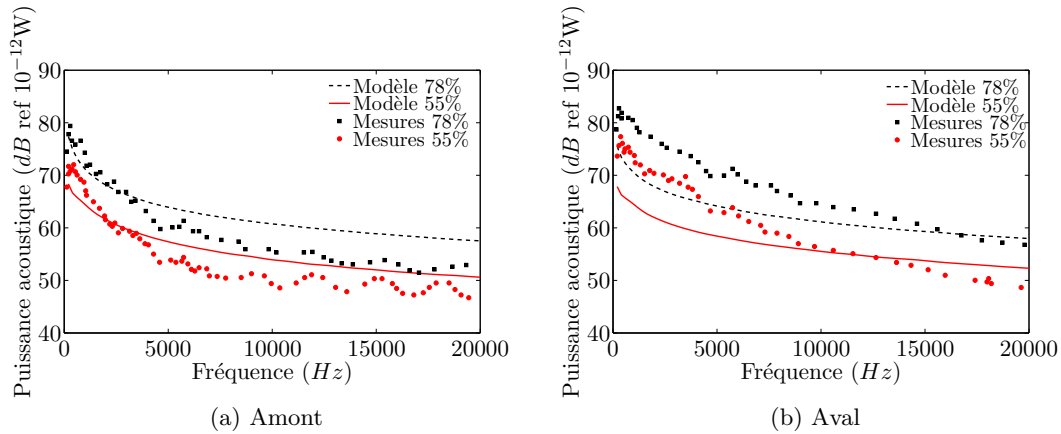 Puissance acoustique (dB ref 10⁻¹²W)
90
80
70
60
50
40
0
5000
10000
15000
20000
Fréquence (Hz)
Modèle 78%
Modèle 55%
Mesures 78%
Mesures 55%
(a) Amont
Puissance acoustique (dB ref 10⁻¹²W)
90
80
70
60
50
40
0
5000
10000
15000
20000
Fréquence (Hz)
Modèle 78%
Modèle 55%
Mesures 78%
Mesures 55%
(b) Aval